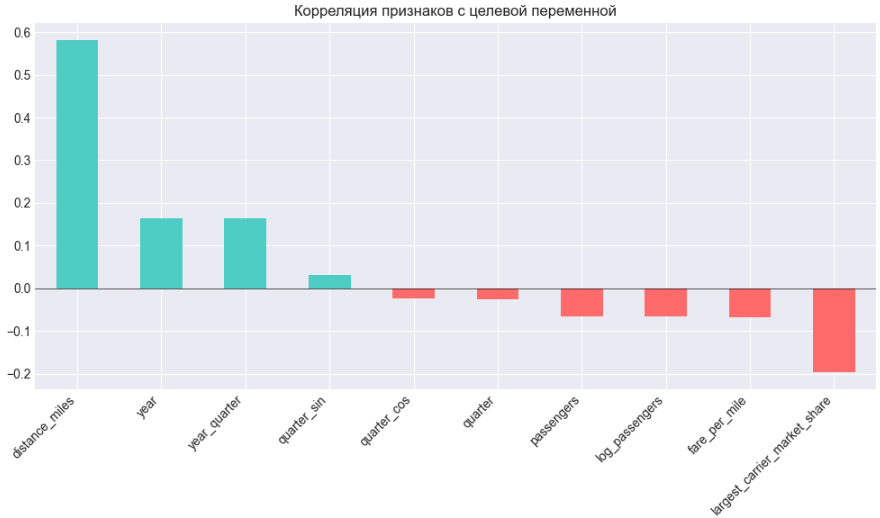 Корреляция признаков с целевой переменной
0.6
0.5
0.4
0.3
0.2
0.1
0.0
−0.1
−0.2
distance_miles
year
year_quarter
quarter_sin
quarter_cos
quarter
passengers
log_passengers
fare_per_mile
largest_carrier_market_share